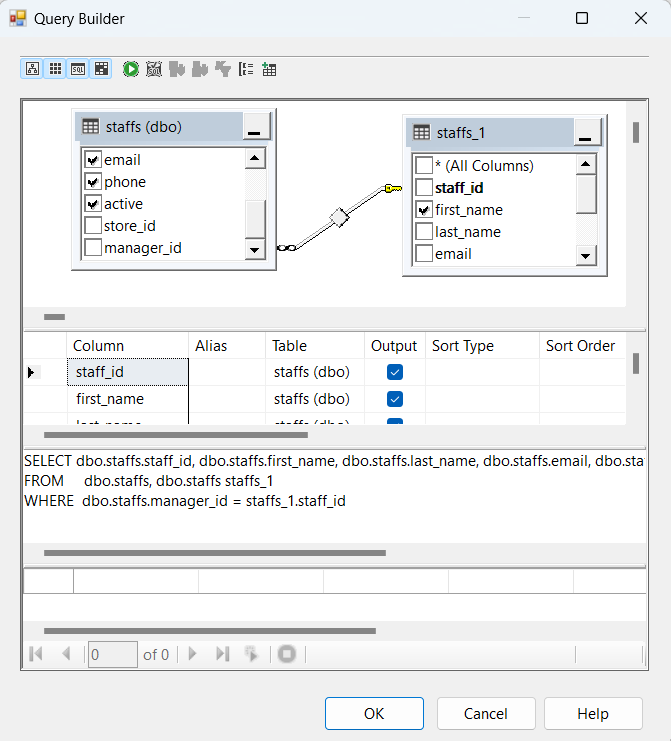 Query Builder
SQL
SQL
staffs (dbo)
email
phone
active
store_id
manager_id
staffs_1
* (All Columns)
staff_id
first_name
last_name
email
Column Alias Table Output Sort Type Sort Order
staff_id staffs (dbo)
first_name staffs (dbo)
SELECT dbo.staffs.staff_id, dbo.staffs.first_name, dbo.staffs.last_name, dbo.staffs.email, dbo.sta
FROM dbo.staffs, dbo.staffs staffs_1
WHERE dbo.staffs.manager_id = staffs_1.staff_id
0 of 0
OK Cancel Help